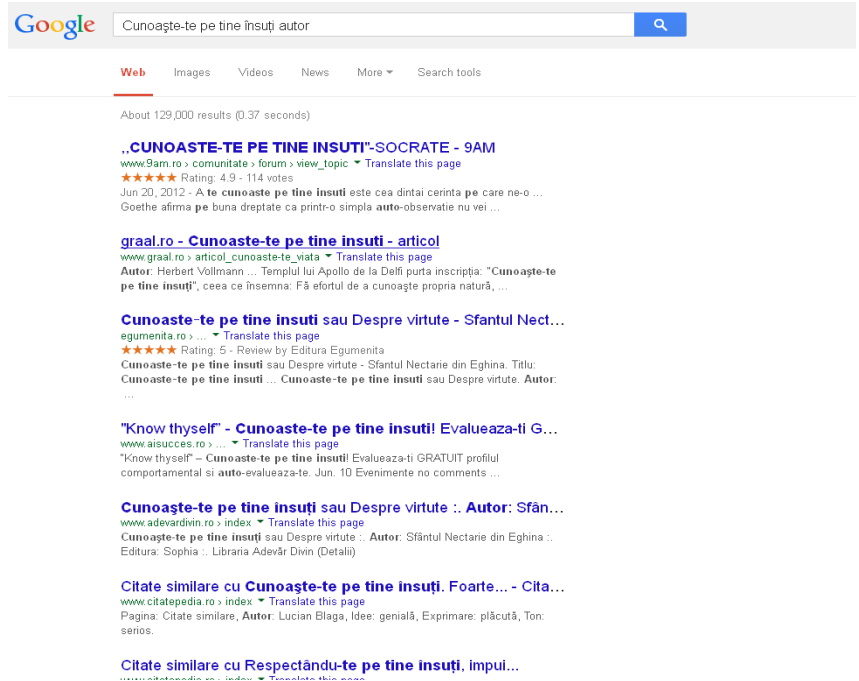 Google
Cunoaşte-te pe tine însuţi autor
Web Images Videos News More Search tools
About 129,000 results (0.37 seconds)
,,CUNOASTE-TE PE TINE INSUTI"-SOCRATE - 9AM
www.9am.ro › comunitate › forum › view_topic ▼ Translate this page
★★★★★ Rating: 4.9 - 114 votes
Jun 20, 2012 - A te cunoaste pe tine insuti este cea dintai cerinta pe care ne-o ...
Goethe afirma pe buna dreptate ca printr-o simpla auto-observatie nu vei ...
graal.ro - Cunoaste-te pe tine insuti - articol
www.graal.ro › articol_cunoaste-te_viata ▼ Translate this page
Autor: Herbert Vollmann ... Templul lui Apollo de la Delfi purta inscripţia: "Cunoaşte-te
pe tine însuţi", ceea ce însemna: Fă efortul de a cunoaşte propria natură, ...
Cunoaste-te pe tine insuti sau Despre virtute - Sfantul Nect...
egumenita.ro › ... ▼ Translate this page
★★★★★ Rating: 5 - Review by Editura Egumenita
Cunoaste-te pe tine insuti sau Despre virtute - Sfantul Nectarie din Eghina. Titlu:
Cunoaste-te pe tine insuti ... Cunoaste-te pe tine insuti sau Despre virtute. Autor:
...
"Know thyself" - Cunoaste-te pe tine insuti! Evalueaza-ti G...
www.aisucces.ro › ... ▼ Translate this page
"Know thyself" – Cunoaste-te pe tine insuti! Evalueaza-ti GRATUIT profilul
comportamental si auto-evalueaza-te. Jun. 10 Evenimente no comments ...
Cunoaşte-te pe tine însuţi sau Despre virtute :. Autor: Sfân...
www.adevardivin.ro › index ▼ Translate this page
Cunoaşte-te pe tine însuţi sau Despre virtute :. Autor: Sfântul Nectarie din Eghina :.
Editura: Sophia :. Libraria Adevăr Divin (Detalii)
Citate similare cu Cunoaşte-te pe tine însuţi. Foarte... - Cita...
www.citatepedia.ro › index ▼ Translate this page
Pagina: Citate similare, Autor: Lucian Blaga, Idee: genială, Exprimare: plăcută, Ton:
serios.
Citate similare cu Respectându-te pe tine însuţi, impui...
www.citatepedia.ro › index ▼ Translate this page